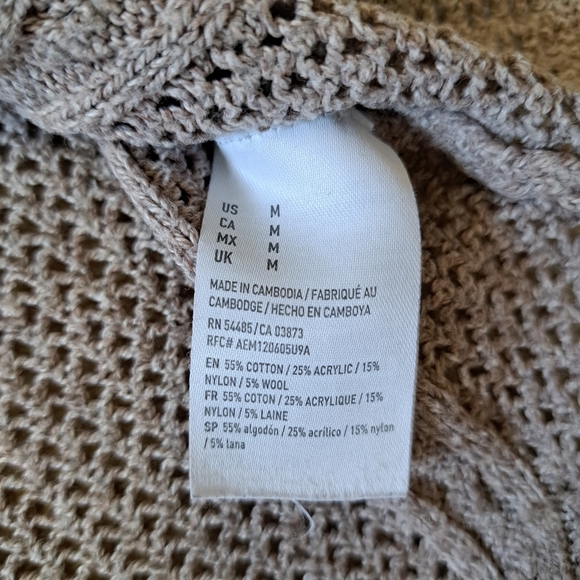 US M
CA M
MX M
UK M
MADE IN CAMBODIA / FABRIQUÉ AU
CAMBODGE / HECHO EN CAMBOYA
RN 54485/CA 03873
RFC# AEM120605U9A
EN 55% COTTON / 25% ACRYLIC / 15%
NYLON / 5% WOOL
FR 55% COTON / 25% ACRYLIQUE / 15%
NYLON / 5% LAINE
SP 55% algodón / 25% acrílico / 15% nylon
/ 5% lana